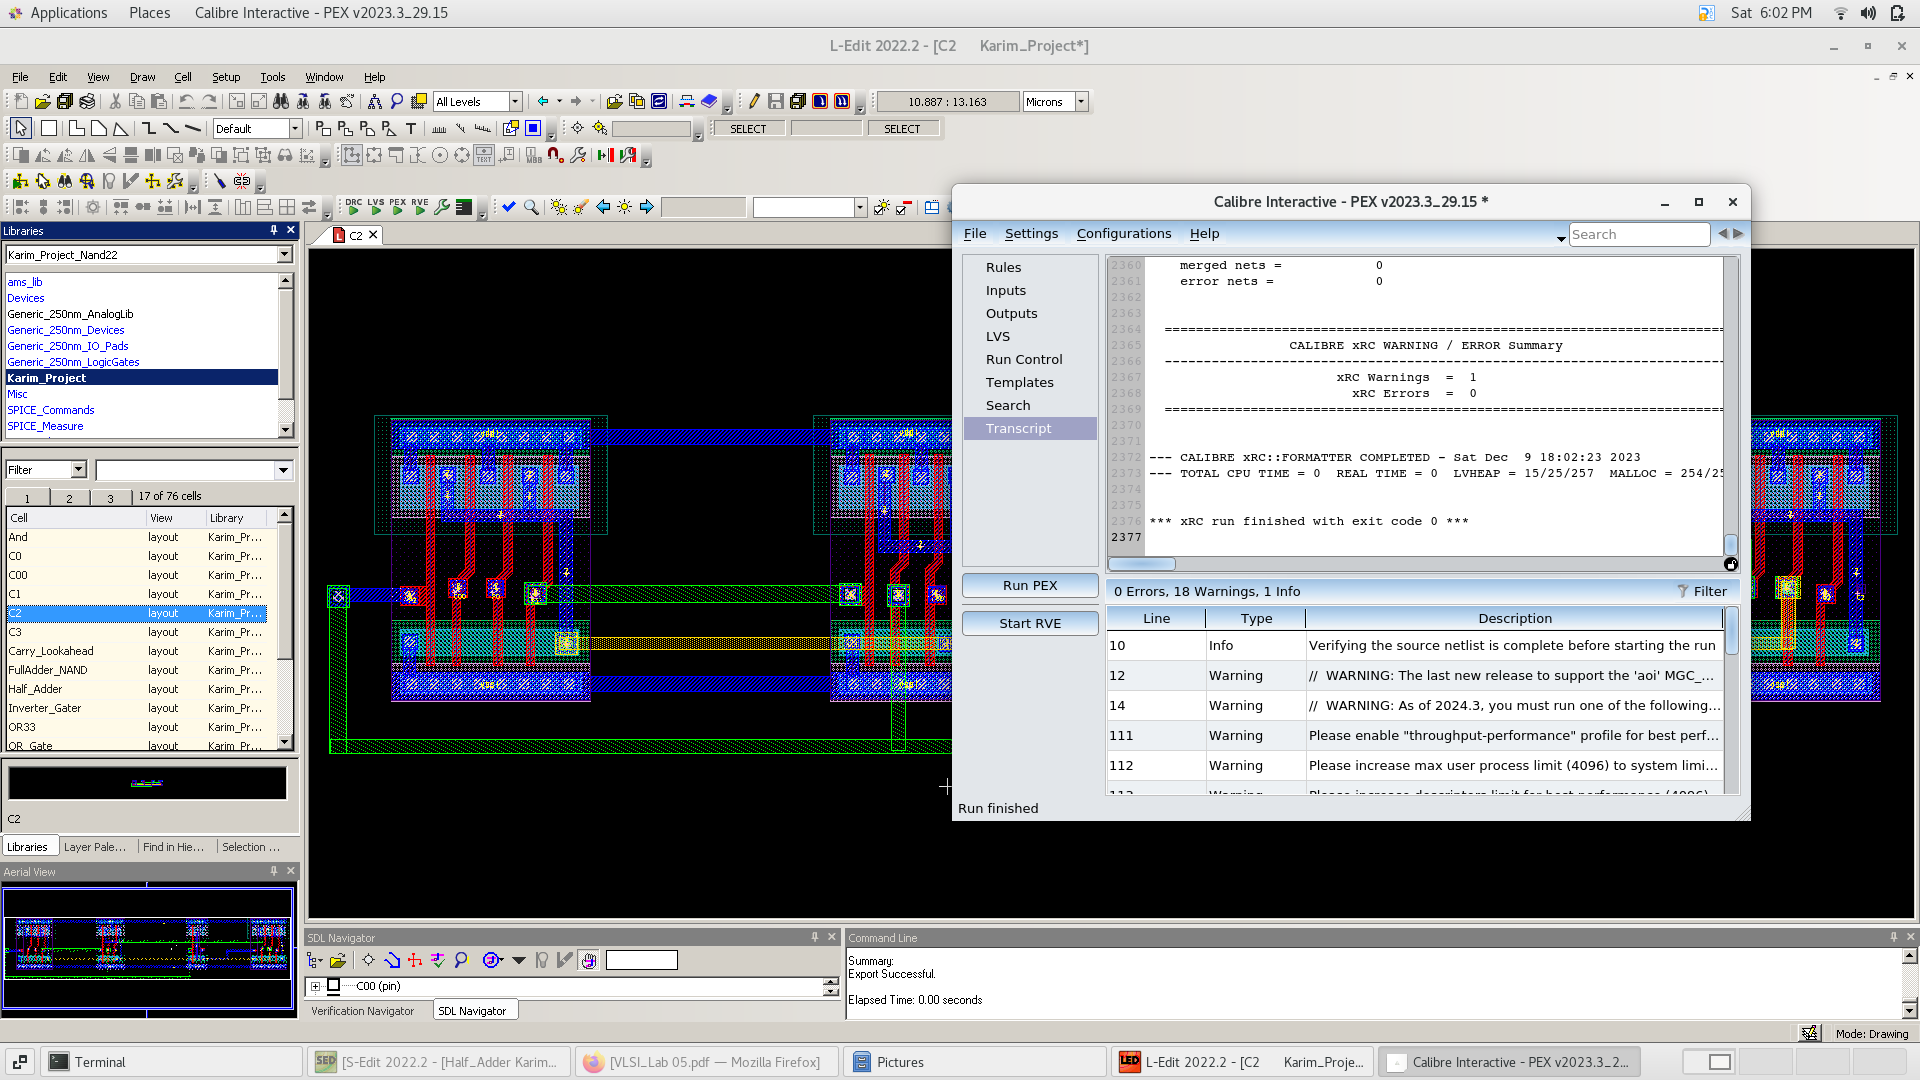 Applications Places Calibre Interactive - PEX v2023.3_29.15 Sat 6:02 PM
L-Edit 2022.2 - [C2 Karim_Project*]
File Edit View Draw Cell Setup Tools Window Help
All Levels 10.887 : 13.163 Microns
Default SELECT SELECT
DRC LVS PEX RVE
Libraries
Karim_Project_Nand22
ams_lib
Devices
Generic_250nm_AnalogLib
Generic_250nm_Devices
Generic_250nm_IO_Pads
Generic_250nm_LogicGates
Karim_Project
Misc
SPICE_Commands
SPICE_Measure
Filter
1 2 3 17 of 76 cells
Cell View Library
And layout Karim_Pr...
C0 layout Karim_Pr...
C00 layout Karim_Pr...
C1 layout Karim_Pr...
C2 layout Karim_Pr...
C3 layout Karim_Pr...
Carry_Lookahead layout Karim_Pr...
FullAdder_NAND layout Karim_Pr...
Half_Adder layout Karim_Pr...
Inverter_Gater layout Karim_Pr...
OR33 layout Karim_Pr...
OR_Gate layout Karim_Pr...
C2
Libraries Layer Pale... Find in Hie... Selection ...
Aerial View
C2
Calibre Interactive - PEX v2023.3_29.15 *
File Settings Configurations Help Search
Rules
Inputs
Outputs
LVS
Run Control
Templates
Search
Transcript
Run PEX
Start RVE
2360 merged nets = 0
2361 error nets = 0
2362
2363
2364 ========================================================================
2365 CALIBRE xRC WARNING / ERROR Summary
2366 ------------------------------------------------------------------------
2367 xRC Warnings = 1
2368 xRC Errors = 0
2369 ========================================================================
2370
2371
2372 --- CALIBRE xRC::FORMATTER COMPLETED - Sat Dec 9 18:02:23 2023
2373 --- TOTAL CPU TIME = 0 REAL TIME = 0 LVHEAP = 15/25/257 MALLOC = 254/25
2374
2375
2376 *** xRC run finished with exit code 0 ***
2377
0 Errors, 18 Warnings, 1 Info Filter
Line Type Description
10 Info Verifying the source netlist is complete before starting the run
12 Warning // WARNING: The last new release to support the 'aoi' MGC_...
14 Warning // WARNING: As of 2024.3, you must run one of the following...
111 Warning Please enable "throughput-performance" profile for best perf...
112 Warning Please increase max user process limit (4096) to system limi...
113 Warning Please increase descriptors limit for best performance (4096)
Run finished
SDL Navigator
C00 (pin)
Verification Navigator SDL Navigator
Command Line
Summary:
Export Successful.
Elapsed Time: 0.00 seconds
Mode: Drawing
Terminal
[S-Edit 2022.2 - [Half_Adder Karim...
[VLSI_Lab 05.pdf — Mozilla Firefox]
Pictures
L-Edit 2022.2 - [C2 Karim_Proje...
Calibre Interactive - PEX v2023.3_2...